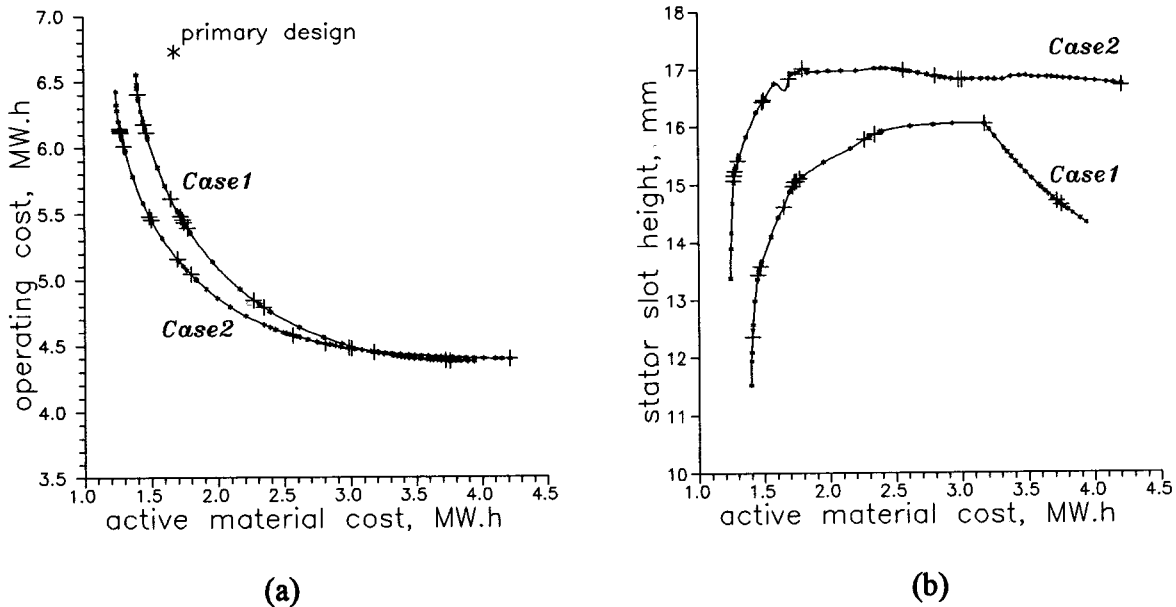 7.0
6.5
6.0
5.5
5.0
4.5
4.0
3.5
operating cost, MW.h
primary design
Case1
Case2
1.0 1.5 2.0 2.5 3.0 3.5 4.0 4.5
active material cost, MW.h
(a)
18
17
16
15
14
13
12
11
10
stator slot height, mm
Case2
Case1
1.0 1.5 2.0 2.5 3.0 3.5 4.0 4.5
active material cost, MW.h
(b)